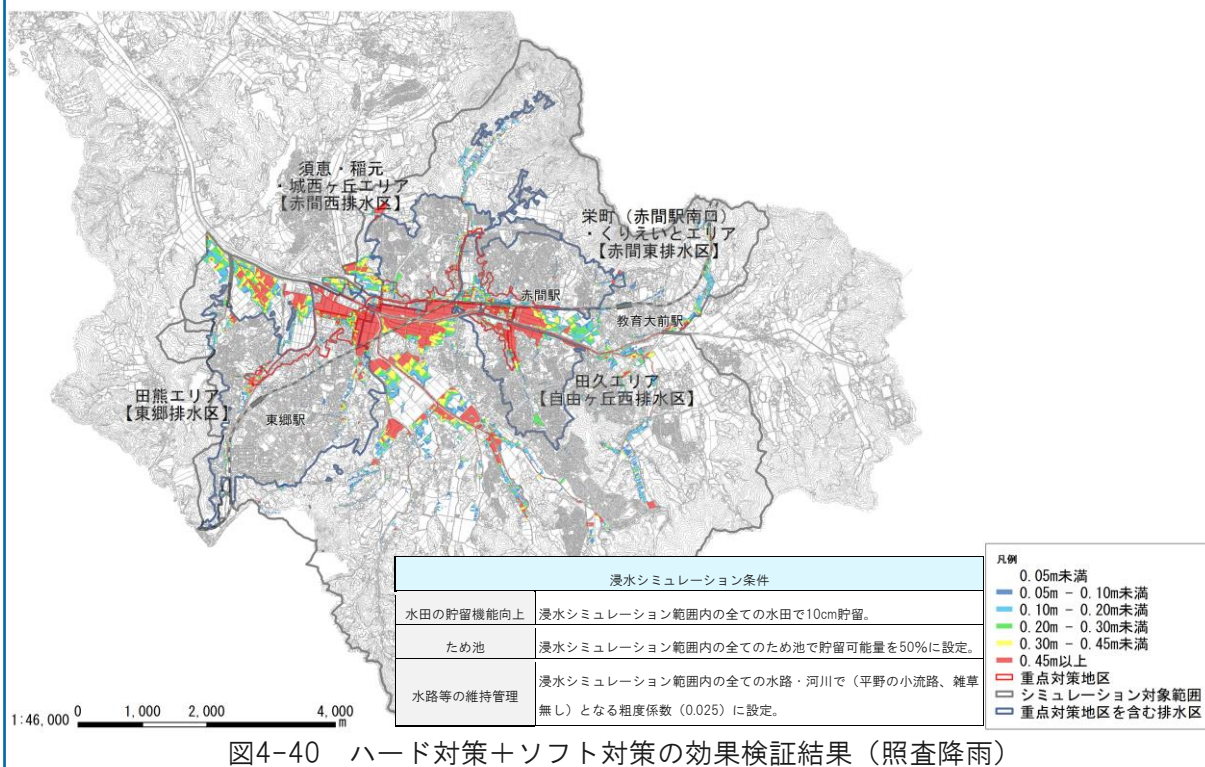 須恵・稲元
・城西ヶ丘エリア
【赤間西排水区】
栄町（赤間駅南口）
・くりえいとエリア
【赤間東排水区】
赤間駅
教育大前駅
田熊エリア
【東郷排水区】
東郷駅
田久エリア
【自由ヶ丘西排水区】
浸水シミュレーション条件
水田の貯留機能向上 浸水シミュレーション範囲内の全ての水田で10cm貯留。
ため池 浸水シミュレーション範囲内の全てのため池で貯留可能量を50%に設定。
水路等の維持管理 浸水シミュレーション範囲内の全ての水路・河川で（平野の小流路、雑草
無し）となる粗度係数（0.025）に設定。
凡例
0.05m未満
0.05m - 0.10m未満
0.10m - 0.20m未満
0.20m - 0.30m未満
0.30m - 0.45m未満
0.45m以上
重点対策地区
シミュレーション対象範囲
重点対策地区を含む排水区
1:46,000 0 1,000 2,000 4,000
m
図4-40 ハード対策＋ソフト対策の効果検証結果（照査降雨）